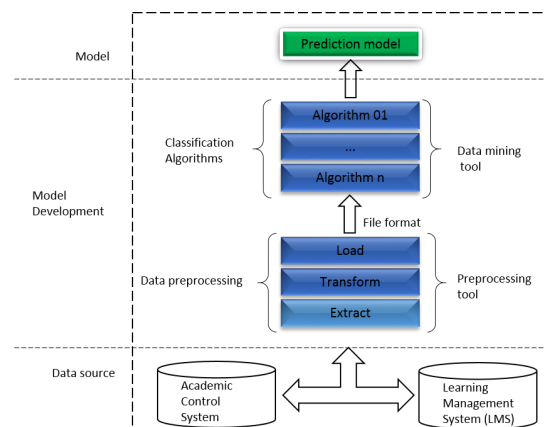 Prediction model
Model
Algorithm 01
Classification
Algorithms
...
Data mining
tool
Algorithm n
Model
Development
File format
Load
Data preprocessing
Transform
Preprocessing
tool
Extract
Data source
Academic
Control
System
Learning
Management
System (LMS)